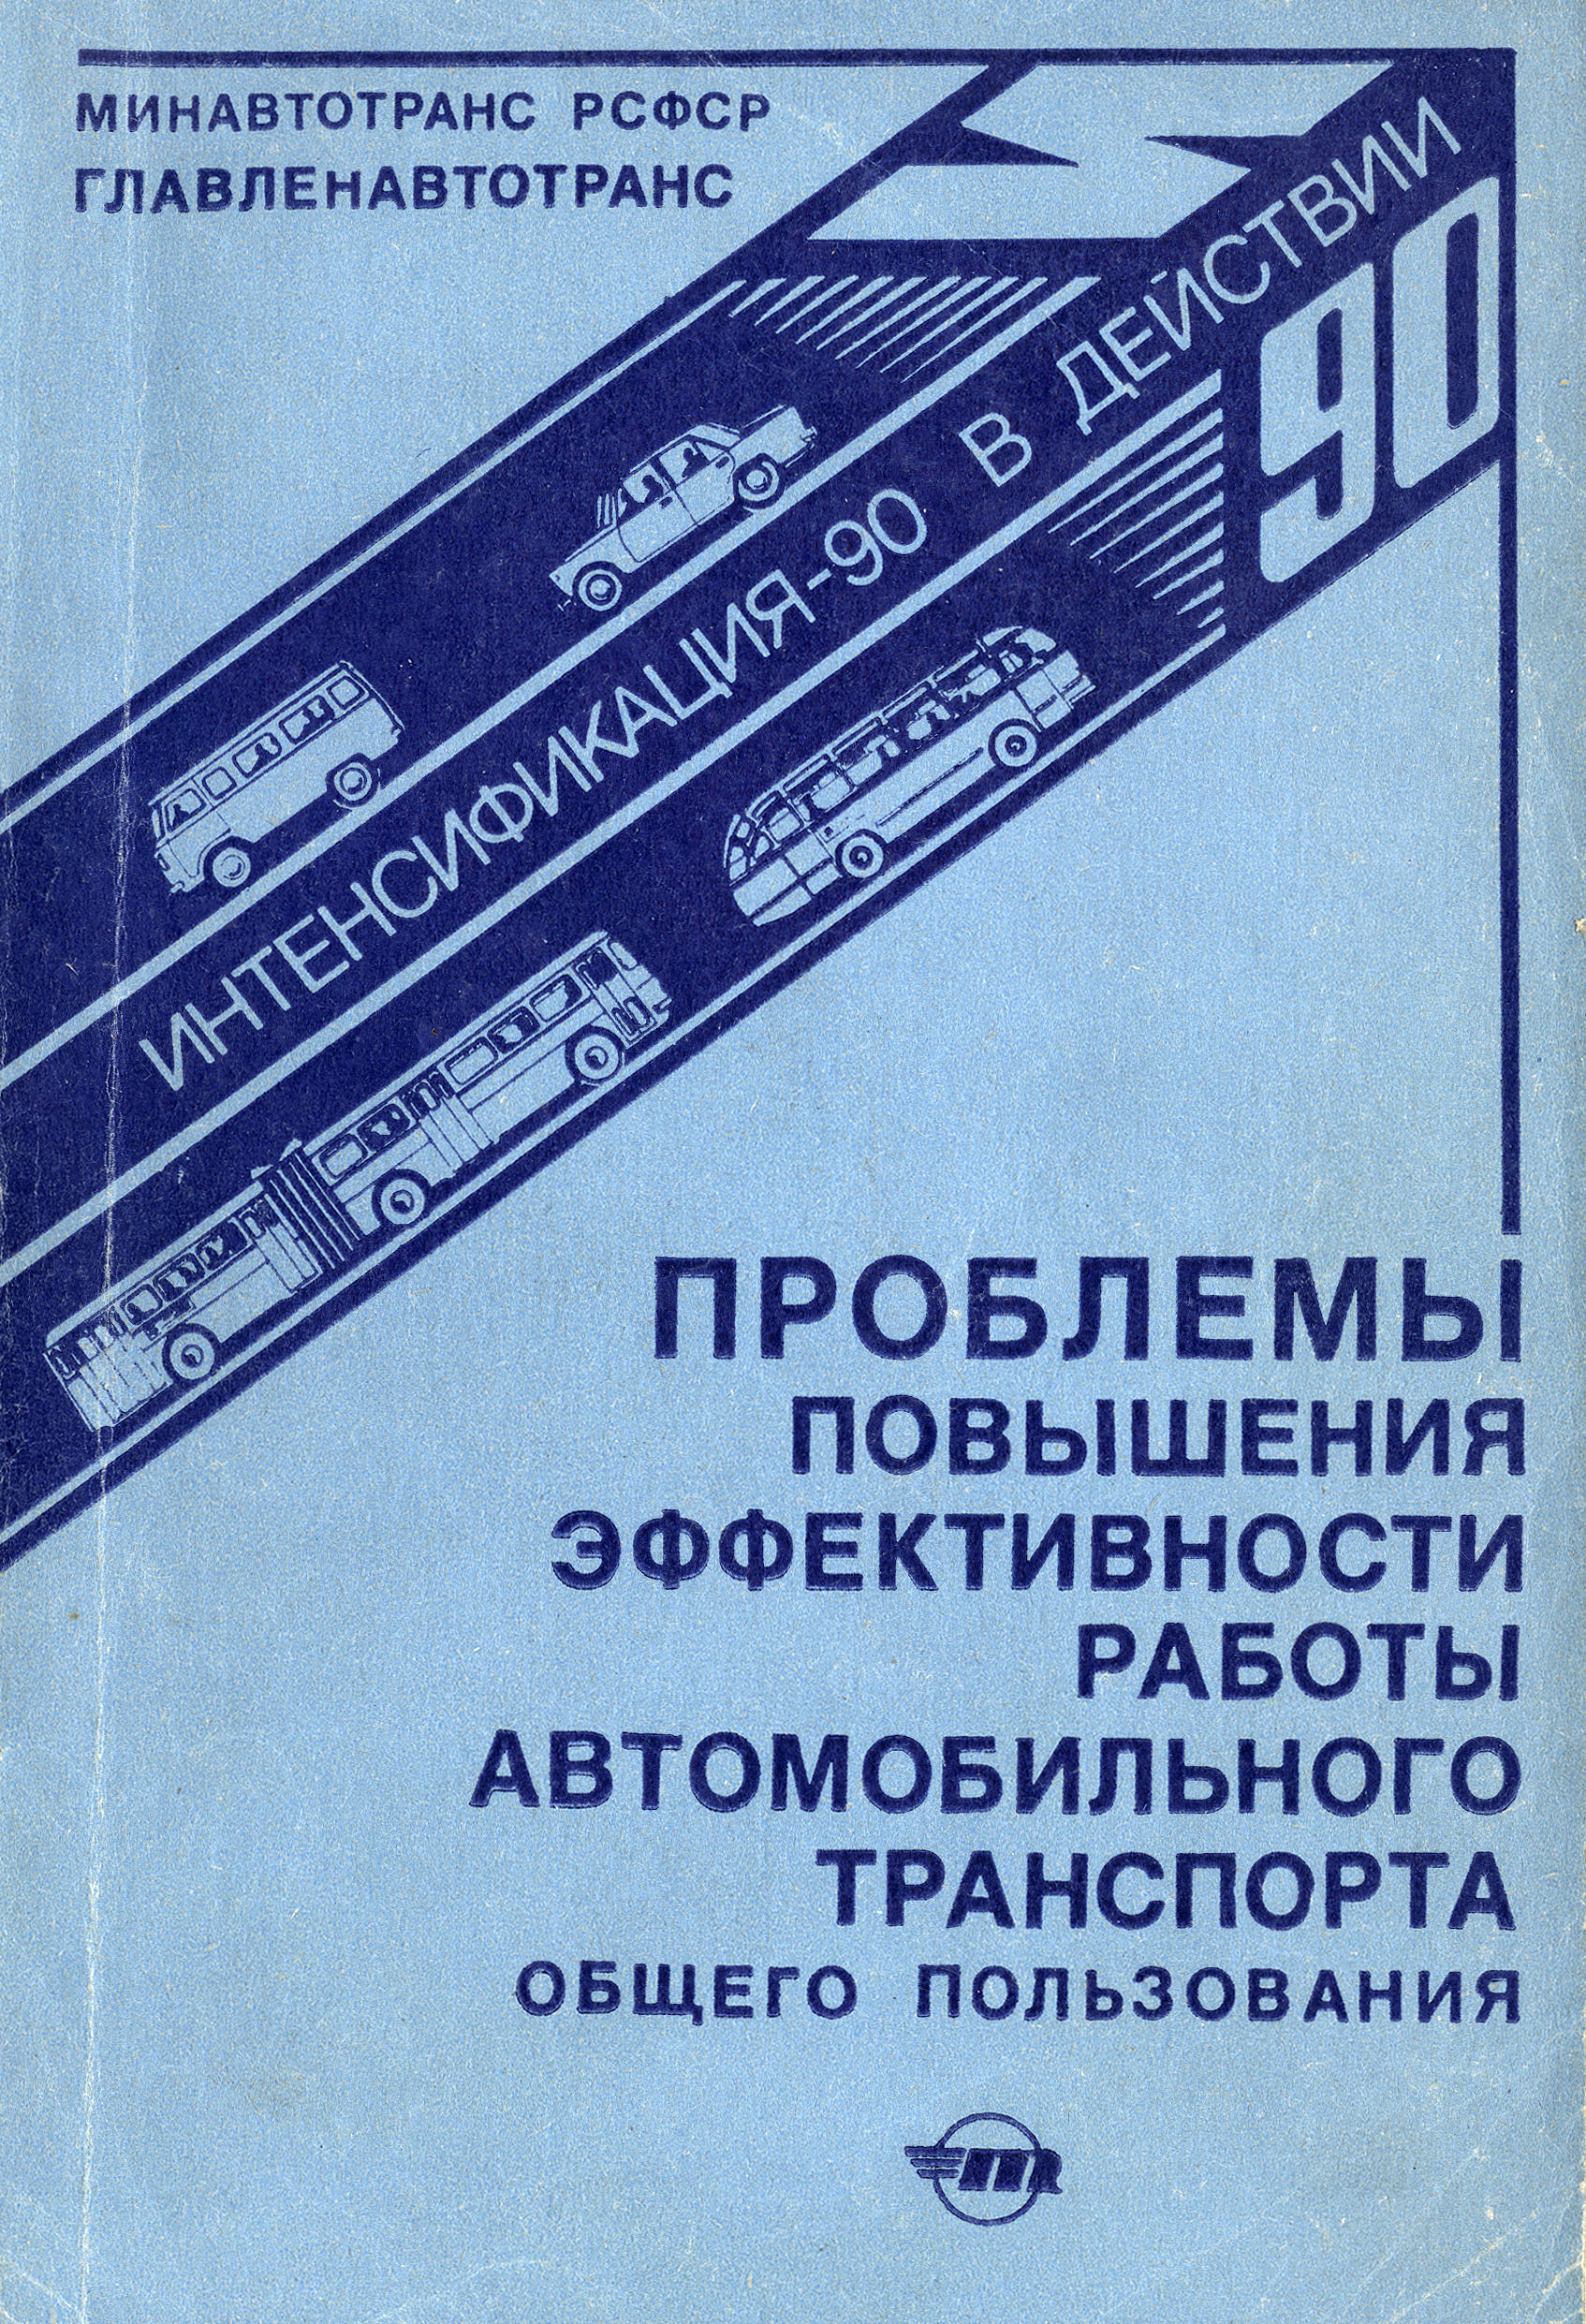 МИНАВТОТРАНС РСФСР
ГЛАВЛЕНАВТОТРАНС
ИНТЕНСИФИКАЦИЯ-90 В ДЕЙСТВИИ
90
ПРОБЛЕМЫ
ПОВЫШЕНИЯ
ЭФФЕКТИВНОСТИ
РАБОТЫ
АВТОМОБИЛЬНОГО
ТРАНСПОРТА
ОБЩЕГО ПОЛЬЗОВАНИЯ
т